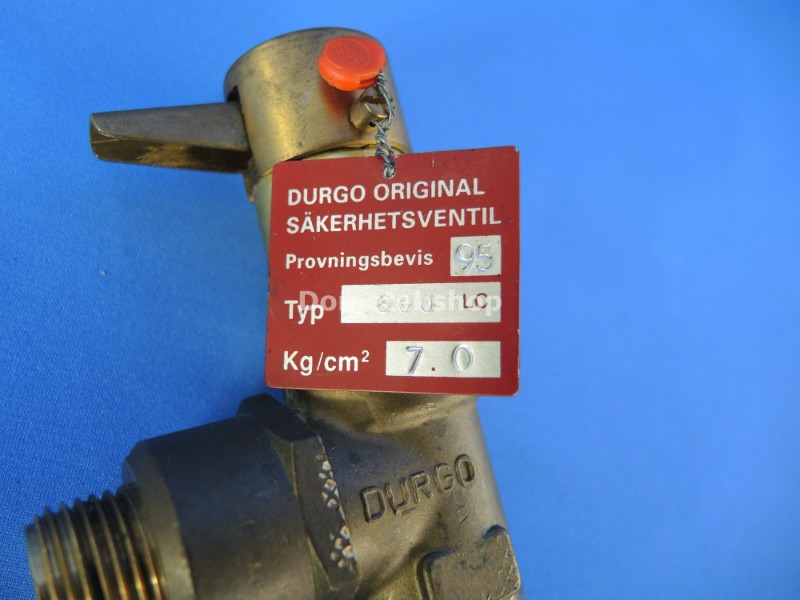 DURGO ORIGINAL
SÄKERHETSVENTIL
Provningsbevis 95
Typ LC
Kg/cm² 7.0
DURGO